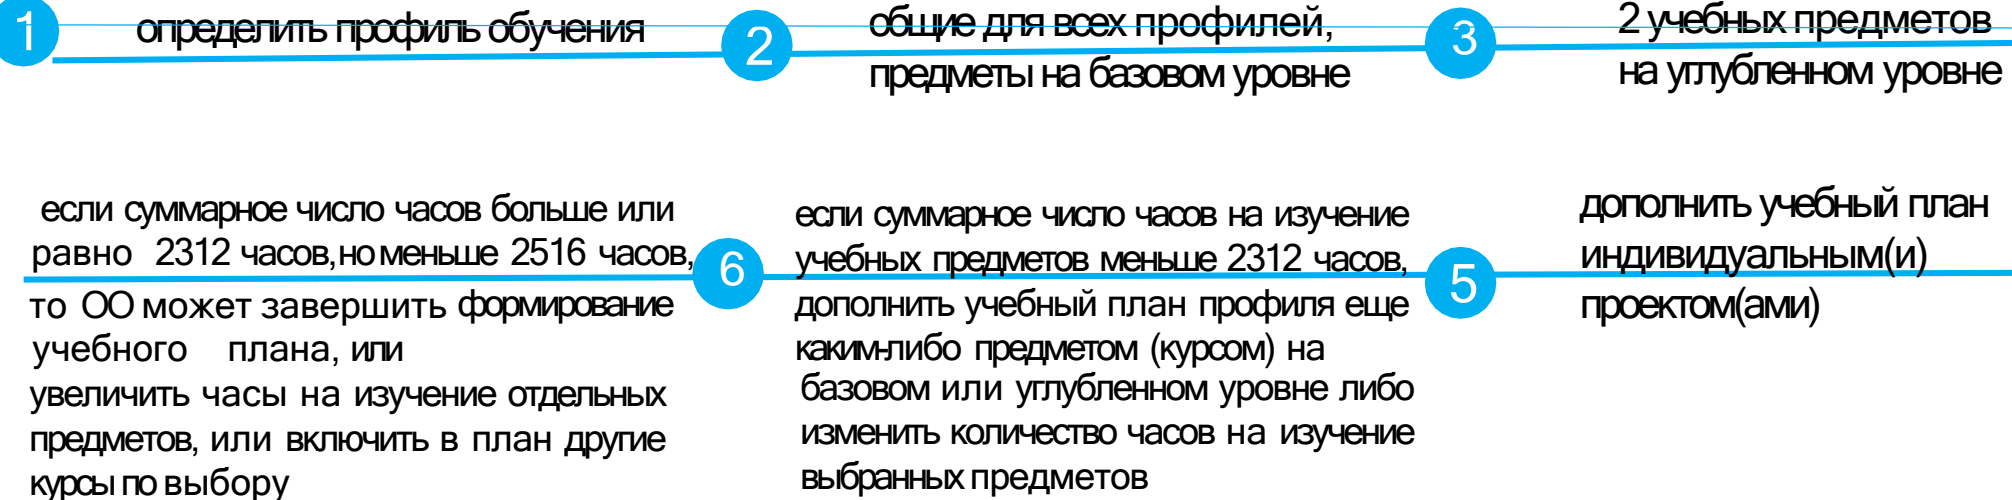 1
определить профиль обучения
2
общие для всех профилей,
предметы на базовом уровне
3
2 учебных предметов
на углубленном уровне
если суммарное число часов больше или
равно 2312 часов, но меньше 2516 часов,
то ОО может завершить формирование
учебного плана, или
увеличить часы на изучение отдельных
предметов, или включить в план другие
курсы по выбору
6
если суммарное число часов на изучение
учебных предметов меньше 2312 часов,
дополнить учебный план профиля еще
каким-либо предметом (курсом) на
базовом или углубленном уровне либо
изменить количество часов на изучение
выбранных предметов
5
дополнить учебный план
индивидуальным(и)
проектом(ами)